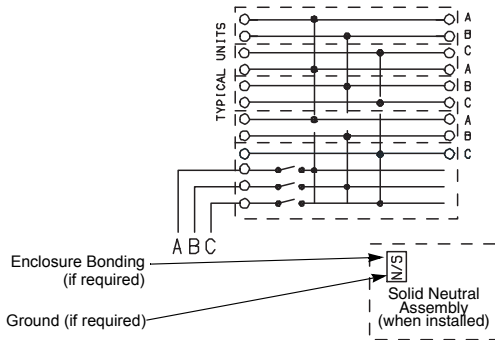 TYPICAL UNITS
A
B
C
A
B
C
A
B
C
A B C
Enclosure Bonding
(if required)
Ground (if required)
N/S
Solid Neutral
Assembly
(when installed)